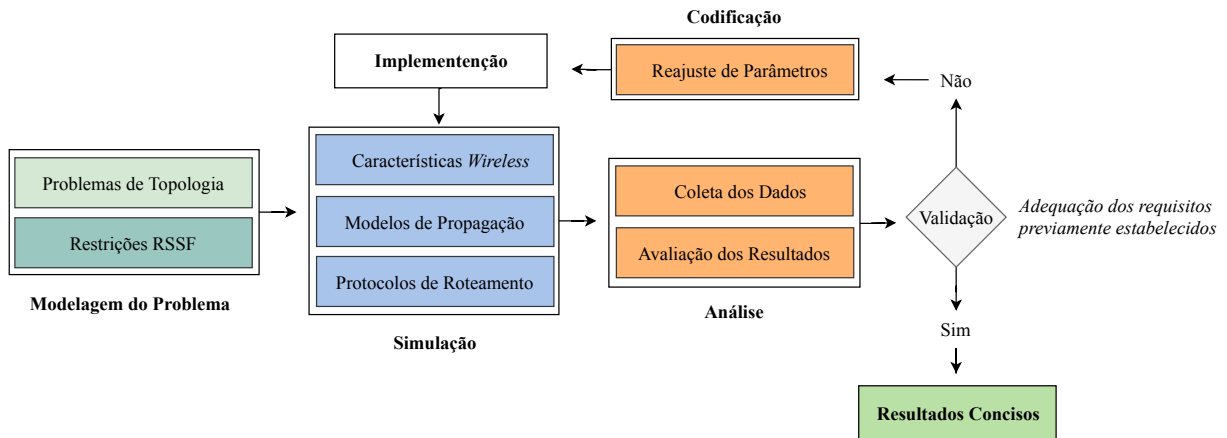 Codificação
Implementenção
Reajuste de Parâmetros
Não
Problemas de Topologia
Restrições RSSF
Modelagem do Problema
Características Wireless
Modelos de Propagação
Protocolos de Roteamento
Simulação
Coleta dos Dados
Avaliação dos Resultados
Análise
Validação
Adequação dos requisitos
previamente estabelecidos
Sim
Resultados Concisos